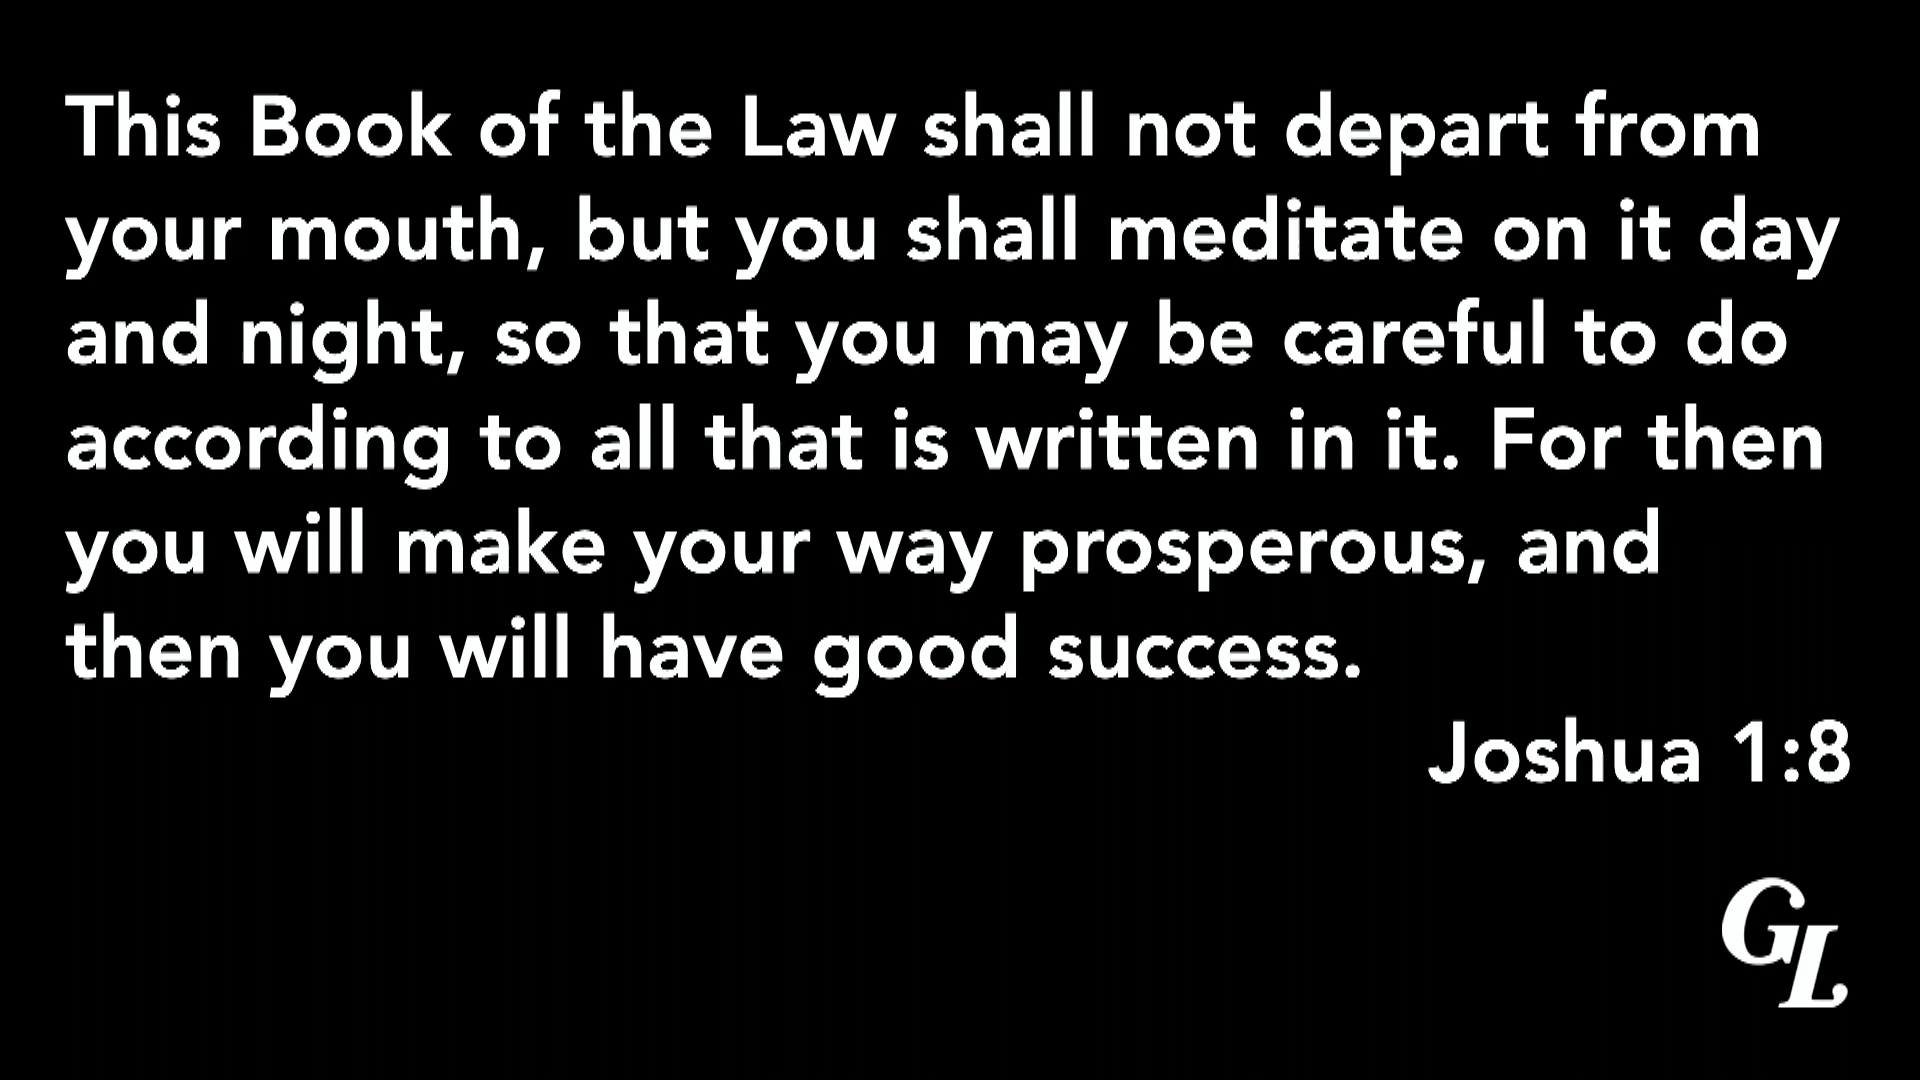 This Book of the Law shall not depart from
your mouth, but you shall meditate on it day
and night, so that you may be careful to do
according to all that is written in it. For then
you will make your way prosperous, and
then you will have good success.
Joshua 1:8
GL